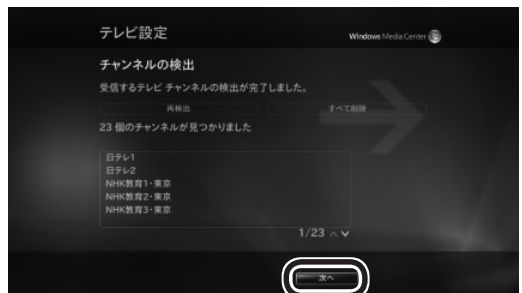 テレビ設定
Windows Media Center
チャンネルの検出
受信するテレビ チャンネルの検出が完了しました。
再検出 すべて削除
23 個のチャンネルが見つかりました
日テレ1
日テレ2
NHK教育1・東京
NHK教育2・東京
NHK教育3・東京
1/23
次へ